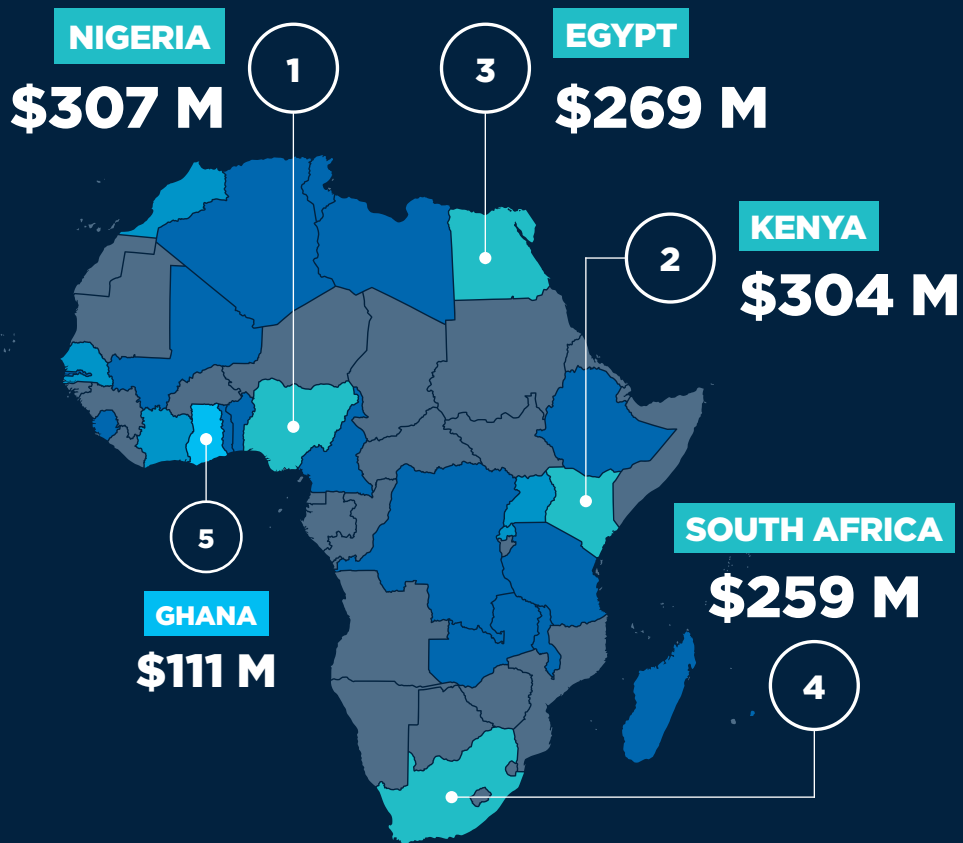 NIGERIA
$307 M
1
3
EGYPT
$269 M
2
KENYA
$304 M
5
GHANA
$111 M
SOUTH AFRICA
$259 M
4